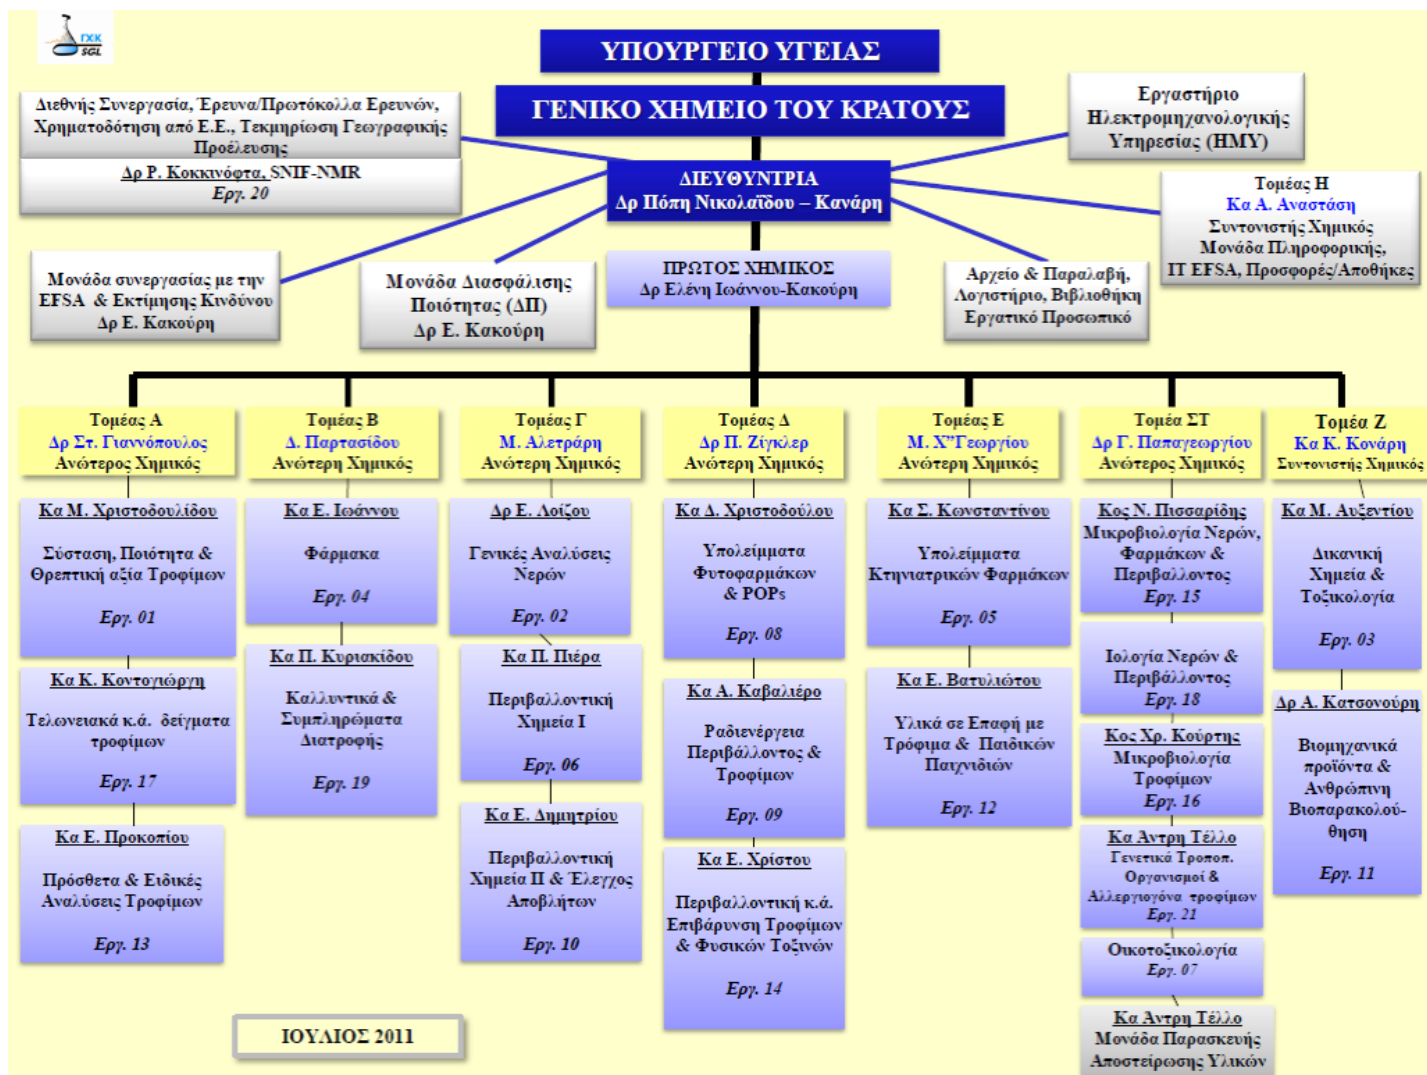 ΓΧΚ
SGL
ΥΠΟΥΡΓΕΙΟ ΥΓΕΙΑΣ
ΓΕΝΙΚΟ ΧΗΜΕΙΟ ΤΟΥ ΚΡΑΤΟΥΣ
Διεθνής Συνεργασία, Έρευνα/Πρωτόκολλα Ερευνών,
Χρηματοδότηση από Ε.Ε., Τεκμηρίωση Γεωγραφικής
Προέλευσης
Δρ Ρ. Κοκκινόφτα, SNIF-NMR
Εργ. 20
Εργαστήριο
Ηλεκτρομηχανολογικής
Υπηρεσίας (ΗΜΥ)
ΔΙΕΥΘΥΝΤΡΙΑ
Δρ Πόπη Νικολαΐδου – Κανάρη
Τομέας Η
Κα Α. Αναστάση
Συντονιστής Χημικός
Μονάδα Πληροφορικής,
ΙΤ EFSA, Προσφορές/Αποθήκες
Μονάδα συνεργασίας με την
EFSA & Εκτίμησης Κινδύνου
Δρ Ε. Κακούρη
Μονάδα Διασφάλισης
Ποιότητας (ΔΠ)
Δρ Ε. Κακούρη
ΠΡΩΤΟΣ ΧΗΜΙΚΟΣ
Δρ Ελένη Ιωάννου-Κακούρη
Αρχείο & Παραλαβή,
Λογιστήριο, Βιβλιοθήκη
Εργατικό Προσωπικό
Τομέας Α
Δρ Στ. Γιαννόπουλος
Ανώτερος Χημικός
Κα Μ. Χριστοδουλίδου
Σύσταση, Ποιότητα &
Θρεπτική αξία Τροφίμων
Εργ. 01
Κα Κ. Κοντογιώργη
Τελωνειακά κ.ά. δείγματα
τροφίμων
Εργ. 17
Κα Ε. Προκοπίου
Πρόσθετα & Ειδικές
Αναλύσεις Τροφίμων
Εργ. 13
Τομέας Β
Δ. Παρτασίδου
Ανώτερη Χημικός
Κα Ε. Ιωάννου
Φάρμακα
Εργ. 04
Κα Π. Κυριακίδου
Καλλυντικά &
Συμπληρώματα
Διατροφής
Εργ. 19
Τομέας Γ
Μ. Αλετράρη
Ανώτερη Χημικός
Δρ Ε. Λοίζου
Γενικές Αναλύσεις
Νερών
Εργ. 02
Κα Π. Πιέρα
Περιβαλλοντική
Χημεία Ι
Εργ. 06
Κα Ε. Δημητρίου
Περιβαλλοντική
Χημεία ΙΙ & Έλεγχος
Αποβλήτων
Εργ. 10
Τομέας Δ
Δρ Π. Ζίγκλερ
Ανώτερη Χημικός
Κα Δ. Χριστοδούλου
Υπολείμματα
Φυτοφαρμάκων
& POPs
Εργ. 08
Κα Α. Καβαλιέρο
Ραδιενέργεια
Περιβάλλοντος &
Τροφίμων
Εργ. 09
Κα Ε. Χρίστου
Περιβαλλοντική κ.ά.
Επιβάρυνση Τροφίμων
& Φυσικών Τοξινών
Εργ. 14
Τομέας Ε
Μ. Χ”Γεωργίου
Ανώτερη Χημικός
Κα Σ. Κωνσταντίνου
Υπολείμματα
Κτηνιατρικών Φαρμάκων
Εργ. 05
Κα Ε. Βατυλιώτου
Υλικά σε Επαφή με
Τρόφιμα & Παιδικών
Παιχνιδιών
Εργ. 12
Τομέα ΣΤ
Δρ Γ. Παπαγεωργίου
Ανώτερος Χημικός
Κος Ν. Πισσαρίδης
Μικροβιολογία Νερών,
Φαρμάκων &
Περιβαλλοντος
Εργ. 15
Ιολογία Νερών &
Περιβάλλοντος
Εργ. 18
Κος Χρ. Κούρτης
Μικροβιολογία
Τροφίμων
Εργ. 16
Κα Άντρη Τέλλο
Γενετικά Τροποπ.
Οργανισμοί &
Αλλεργιογόνα τροφίμων
Εργ. 21
Οικοτοξικολογία
Εργ. 07
Κα Άντρη Τέλλο
Μονάδα Παρασκευής
Αποστείρωσης Υλικών
Τομέα Ζ
Κα Κ. Κονάρη
Συντονιστής Χημικός
Κα Μ. Αυξεντίου
Δικανική
Χημεία &
Τοξικολογία
Εργ. 03
Δρ Α. Κατσονούρη
Βιομηχανικά
προϊόντα &
Ανθρώπινη
Βιοπαρακολού-
θηση
Εργ. 11
ΙΟΥΛΙΟΣ 2011